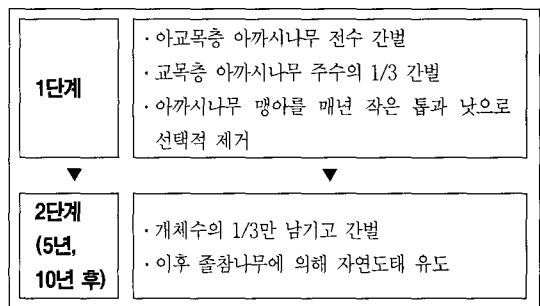 1단계
· 아교목층 아까시나무 전수 간벌
· 교목층 아까시나무 주수의 1/3 간벌
· 아까시나무 맹아를 매년 작은 톱과 낫으로
선택적 제거
▼ ▼
2단계
(5년,
10년 후)
· 개체수의 1/3만 남기고 간벌
· 이후 졸참나무에 의해 자연도태 유도